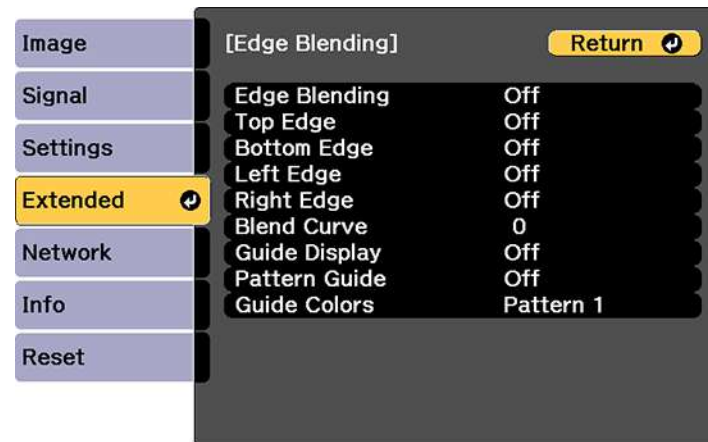 Image
Signal
Settings
Extended
Network
Info
Reset
[Edge Blending] Return
Edge Blending Off
Top Edge Off
Bottom Edge Off
Left Edge Off
Right Edge Off
Blend Curve 0
Guide Display Off
Pattern Guide Off
Guide Colors Pattern 1